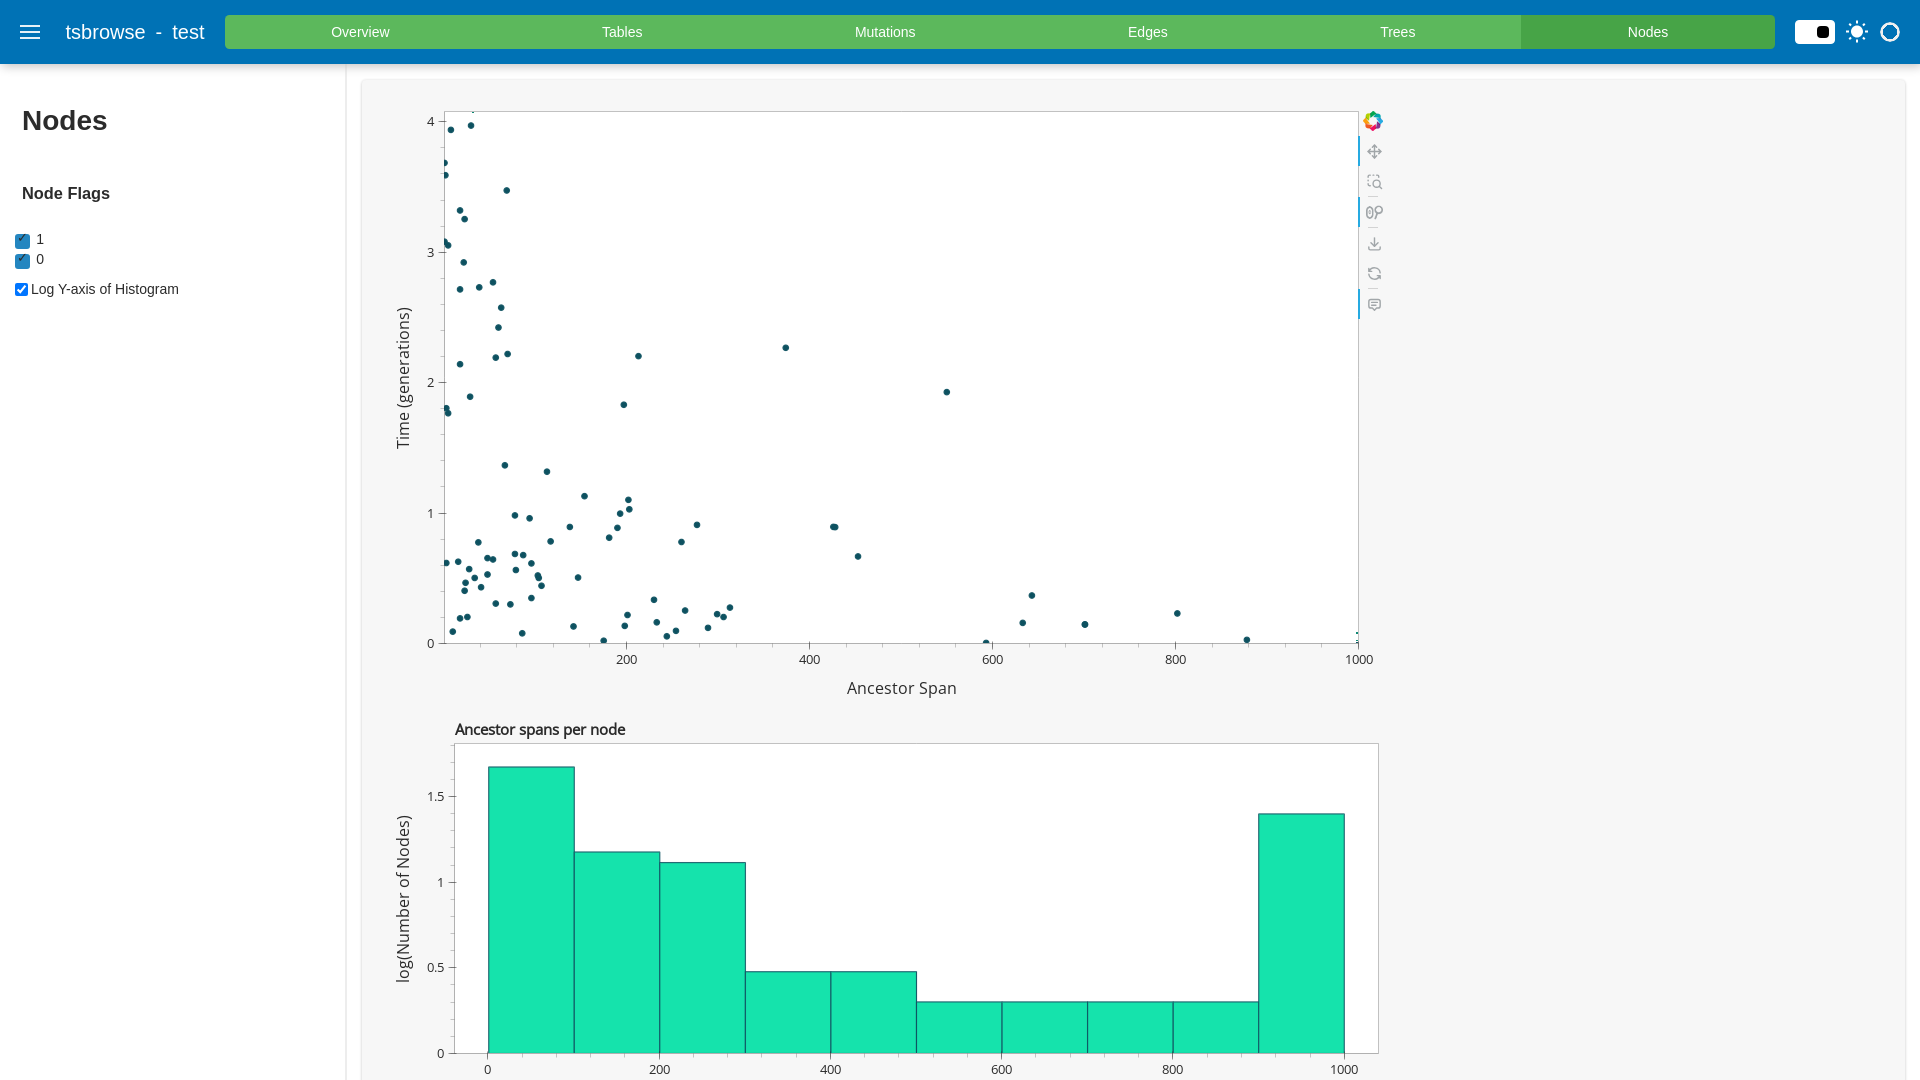 tsbrowse - test
Overview
Tables
Mutations
Edges
Trees
Nodes
Nodes
Node Flags
1
0
Log Y-axis of Histogram
4
3
2
1
0
Time (generations)
200
400
600
800
1000
Ancestor Span
Ancestor spans per node
1.5
1
0.5
0
log(Number of Nodes)
0
200
400
600
800
1000